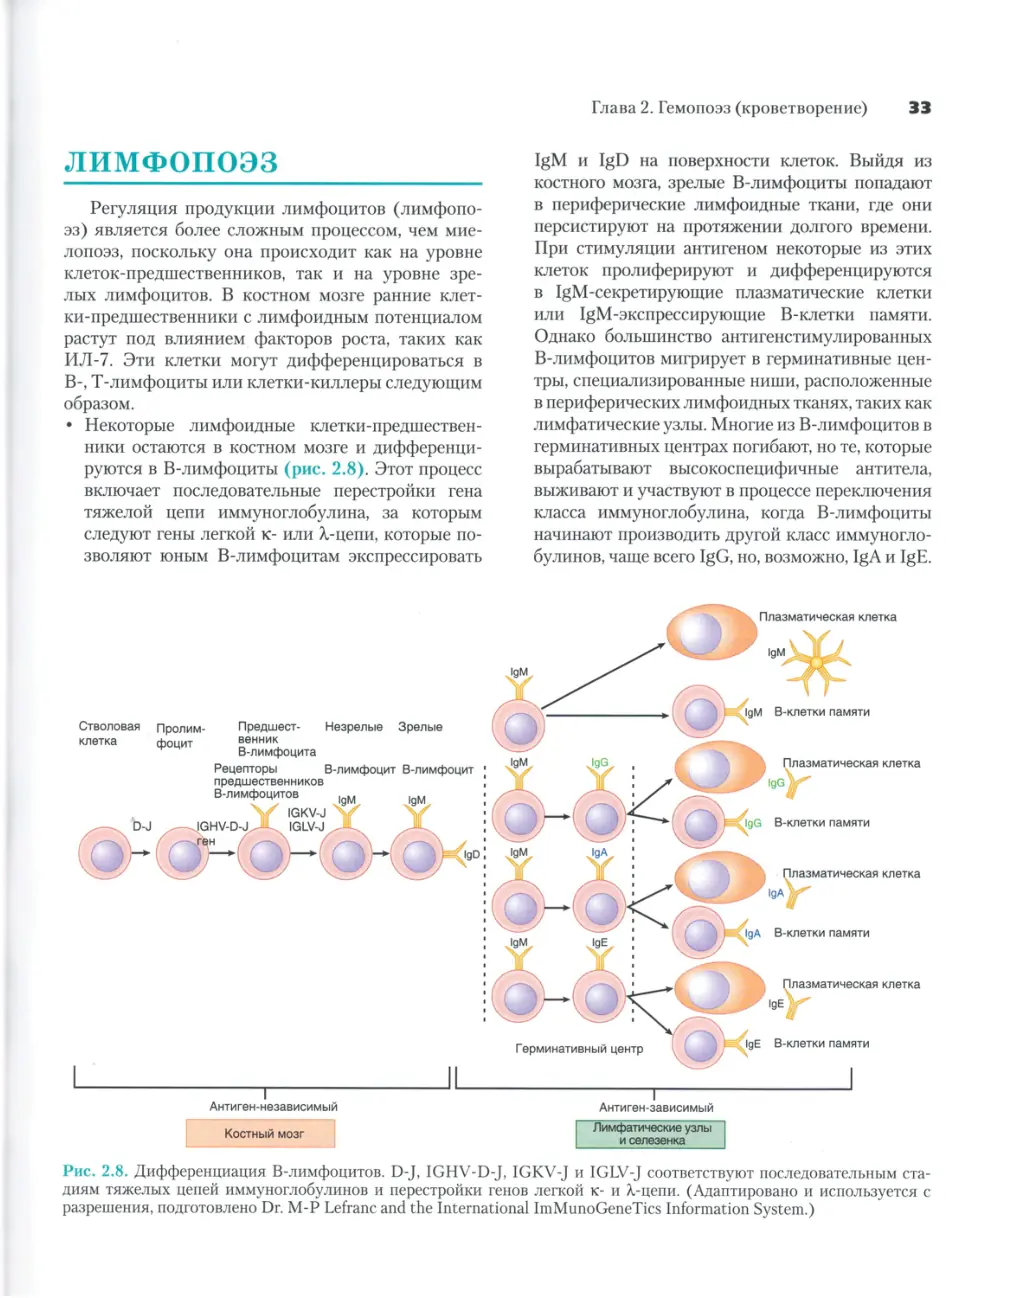 Глава 2. Гемопоэз (кроветворение) 33
ЛИМФОПОЭЗ
Регуляция продукции лимфоцитов (лимфопо-
эз) является более сложным процессом, чем мие-
лопоэз, поскольку она происходит как на уровне
клеток-предшественников, так и на уровне зре-
лых лимфоцитов. В костном мозге ранние клет-
ки-предшественники с лимфоидным потенциалом
растут под влиянием факторов роста, таких как
ИЛ-7. Эти клетки могут дифференцироваться в
В-, Т-лимфоциты или клетки-киллеры следующим
образом.
• Некоторые лимфоидные клетки-предшествен-
ники остаются в костном мозге и дифференци-
руются в В-лимфоциты (рис. 2.8). Этот процесс
включает последовательные перестройки гена
тяжелой цепи иммуноглобулина, за которым
следуют гены легкой κ- или λ-цепи, которые по-
зволяют юным В-лимфоцитам экспрессировать
IgM и IgD на поверхности клеток. Выйдя из
костного мозга, зрелые В-лимфоциты попадают
в периферические лимфоидные ткани, где они
персистируют на протяжении долгого времени.
При стимуляции антигеном некоторые из этих
клеток пролиферируют и дифференцируются
в IgM-секретирующие плазматические клетки
или IgM-экспрессирующие В-клетки памяти.
Однако большинство антигенстимулированных
В-лимфоцитов мигрирует в герминативные цен-
тры, специализированные ниши, расположенные
в периферических лимфоидных тканях, таких как
лимфатические узлы. Многие из В-лимфоцитов в
герминативных центрах погибают, но те, которые
вырабатывают высокоспецифичные антитела,
выживают и участвуют в процессе переключения
класса иммуноглобулина, когда В-лимфоциты
начинают производить другой класс иммуногло-
булинов, чаще всего IgG, но, возможно, IgA и IgE.
Стволовая
клетка
Пролим-
фоцит
Предшест-
венник
В-лимфоцита
Незрелые
Зрелые
Рецепторы
предшественников
В-лимфоцитов
В-лимфоцит
В-лимфоцит
D-J
IGHV-D-J
ген
IGKV-J
IGLV-J
IgM
IgM
IgD
IgM
Плазматическая клетка
IgM
IgM В-клетки памяти
IgM
IgG
Плазматическая клетка
IgG
IgG В-клетки памяти
IgM
IgA
Плазматическая клетка
IgA
IgA В-клетки памяти
IgM
IgE
Плазматическая клетка
IgE
IgE В-клетки памяти
Герминативный центр
Антиген-независимый
Костный мозг
Антиген-зависимый
Лимфатические узлы
и селезенка
Рис. 2.8. Дифференциация В-лимфоцитов. D-J, IGHV-D-J, IGKV-J и IGLV-J соответствуют последовательным ста-
диям тяжелых цепей иммуноглобулинов и перестройки генов легкой κ- и λ-цепи. (Адаптировано и используется с
разрешения, подготовлено Dr. M-P Lefranc and the International ImMunoGeneTics Information System.)